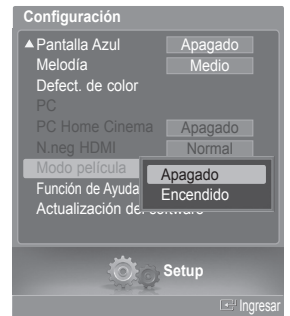 Configuración
▲Pantalla Azul Apagado
Melodía Medio
Defect. de color
PC
PC Home Cinema Apagado
N.neg HDMI Normal
Modo película
Apagado
Función de Ayuda
Encendido
Actualización del software
Setup
Ingresar